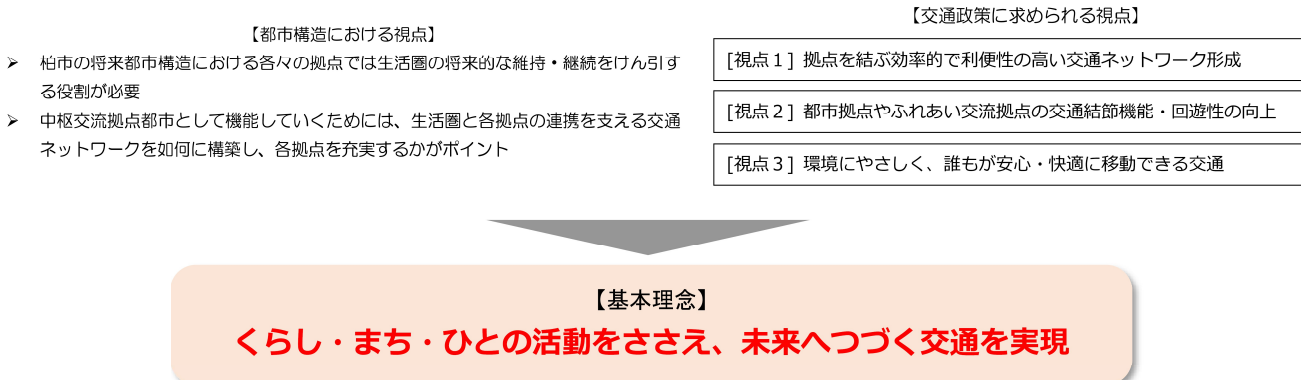 【都市構造における視点】
➢ 柏市の将来都市構造における各々の拠点では生活圏の将来的な維持・継続をけん引す
る役割が必要
➢ 中枢交流拠点都市として機能していくためには、生活圏と各拠点の連携を支える交通
ネットワークを如何に構築し、各拠点を充実するかがポイント
【交通政策に求められる視点】
[視点１] 拠点を結ぶ効率的で利便性の高い交通ネットワーク形成
[視点２] 都市拠点やふれあい交流拠点の交通結節機能・回遊性の向上
[視点３] 環境にやさしく、誰もが安心・快適に移動できる交通
【基本理念】
くらし・まち・ひとの活動をささえ、未来へつづく交通を実現